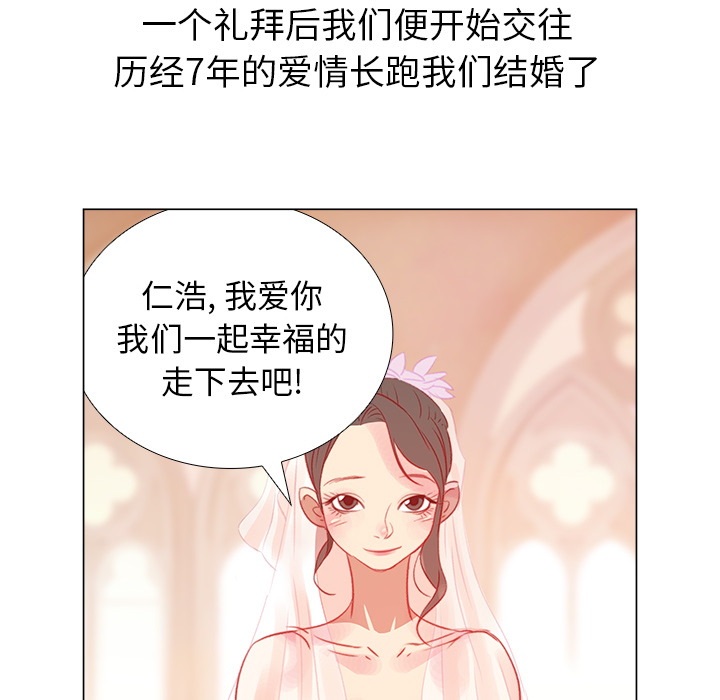 一个礼拜后我们便开始交往
历经7年的爱情长跑我们结婚了
仁浩, 我爱你
我们一起幸福的
走下去吧!